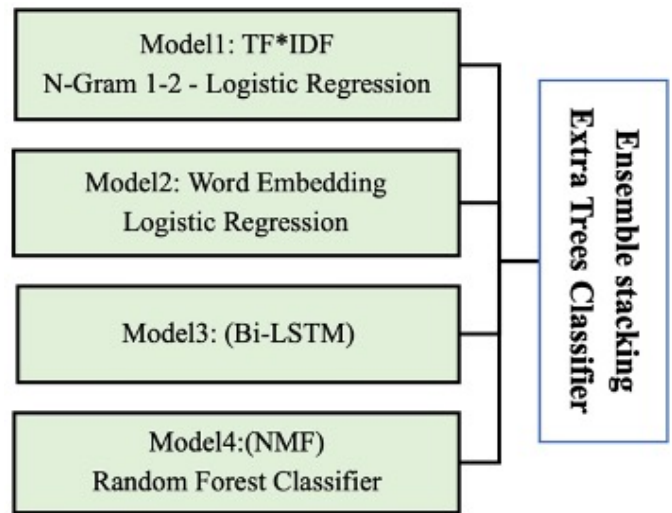 Model1: TF*IDF
N-Gram 1-2 - Logistic Regression
Model2: Word Embedding
Logistic Regression
Model3: (Bi-LSTM)
Model4:(NMF)
Random Forest Classifier
Ensemble stacking
Extra Trees Classifier